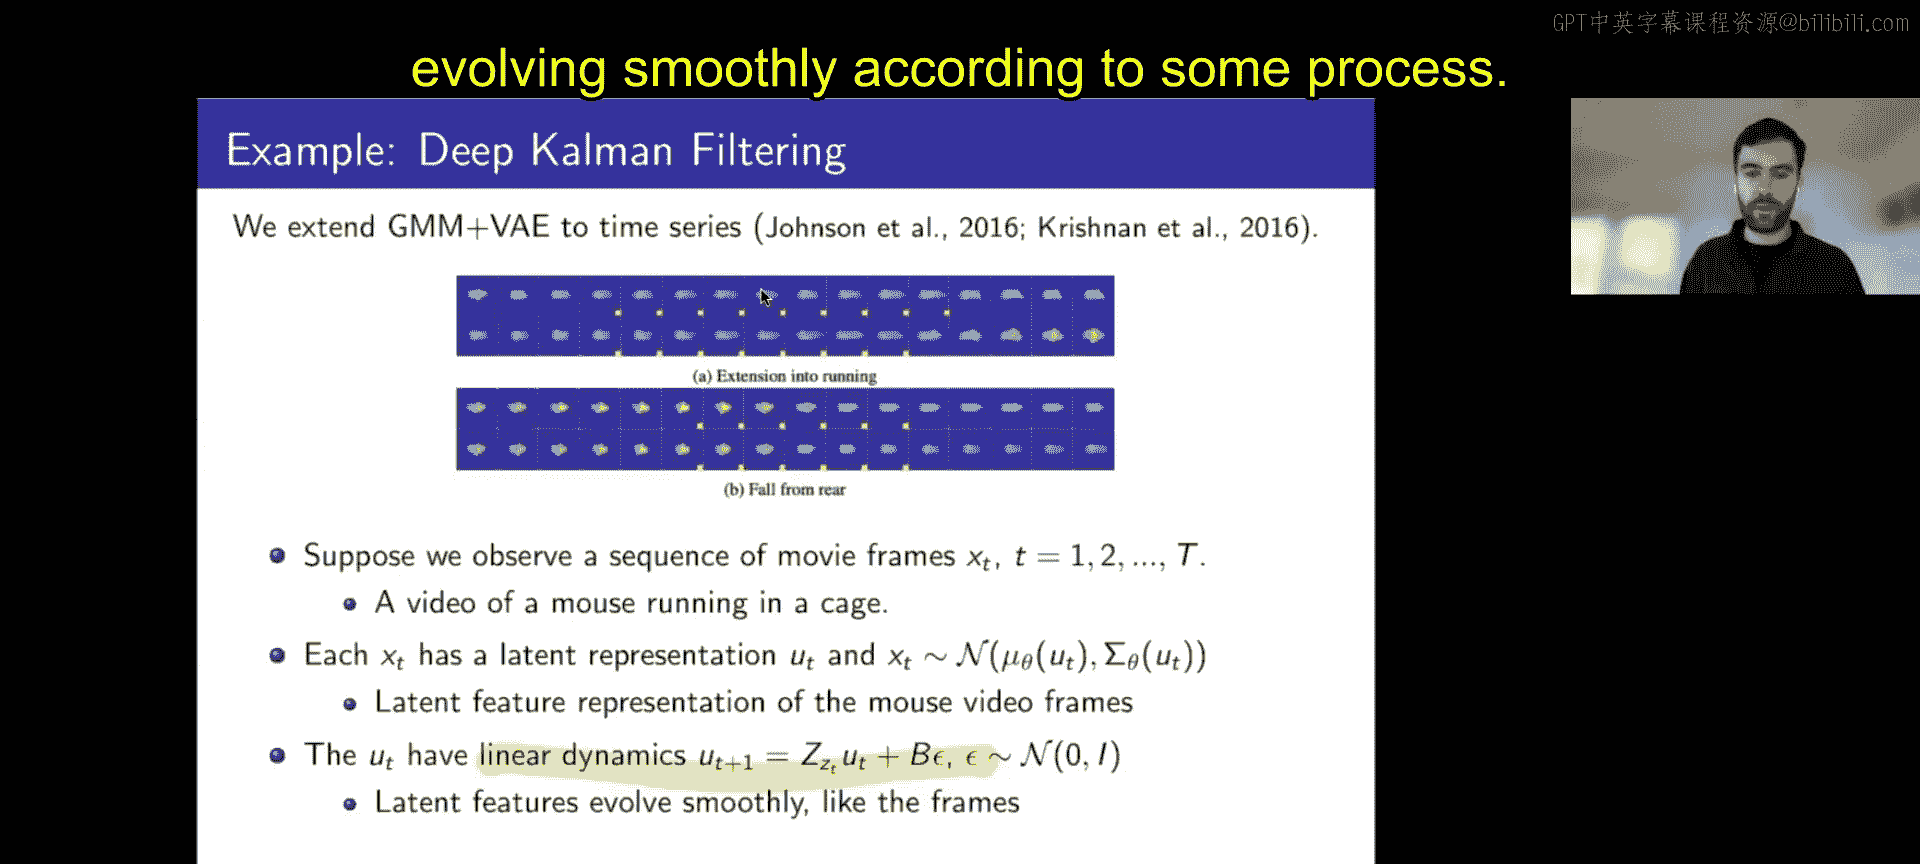 GPT中英字幕课程资源@bilibili.com
evolving smoothly according to some process.
Example: Deep Kalman Filtering
We extend GMM+VAE to time series (Johnson et al., 2016; Krishnan et al., 2016).
(a) Extension into running
(b) Fall from rear
Suppose we observe a sequence of movie frames xₜ, t = 1, 2, ..., T.
A video of a mouse running in a cage.
Each xₜ has a latent representation uₜ and xₜ ∼ 𝒩(μ_θ(uₜ), Σ_θ(uₜ))
Latent feature representation of the mouse video frames
The uₜ have linear dynamics uₜ₊₁ = Z_{zₜ}uₜ + Bϵ, ϵ ∼ 𝒩(0, I)
Latent features evolve smoothly, like the frames